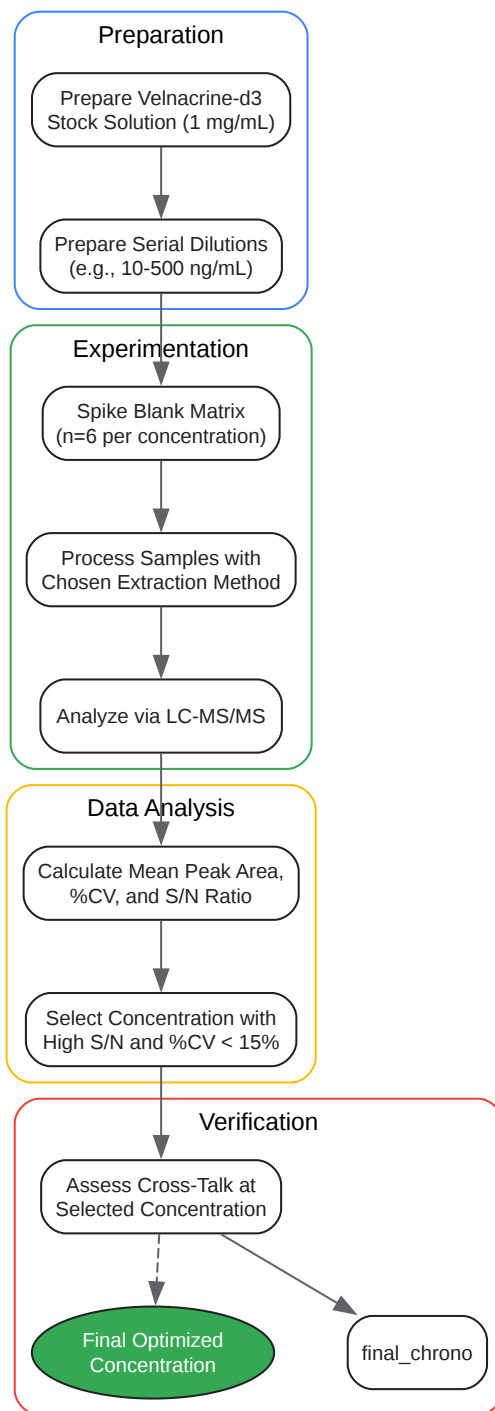 Preparation
Prepare Velnacrine-d3
Stock Solution (1 mg/mL)
Prepare Serial Dilutions
(e.g., 10-500 ng/mL)
Experimentation
Spike Blank Matrix
(n=6 per concentration)
Process Samples with
Chosen Extraction Method
Analyze via LC-MS/MS
Data Analysis
Calculate Mean Peak Area,
%CV, and S/N Ratio
Select Concentration with
High S/N and %CV < 15%
Verification
Assess Cross-Talk at
Selected Concentration
Final Optimized
Concentration
final_chrono